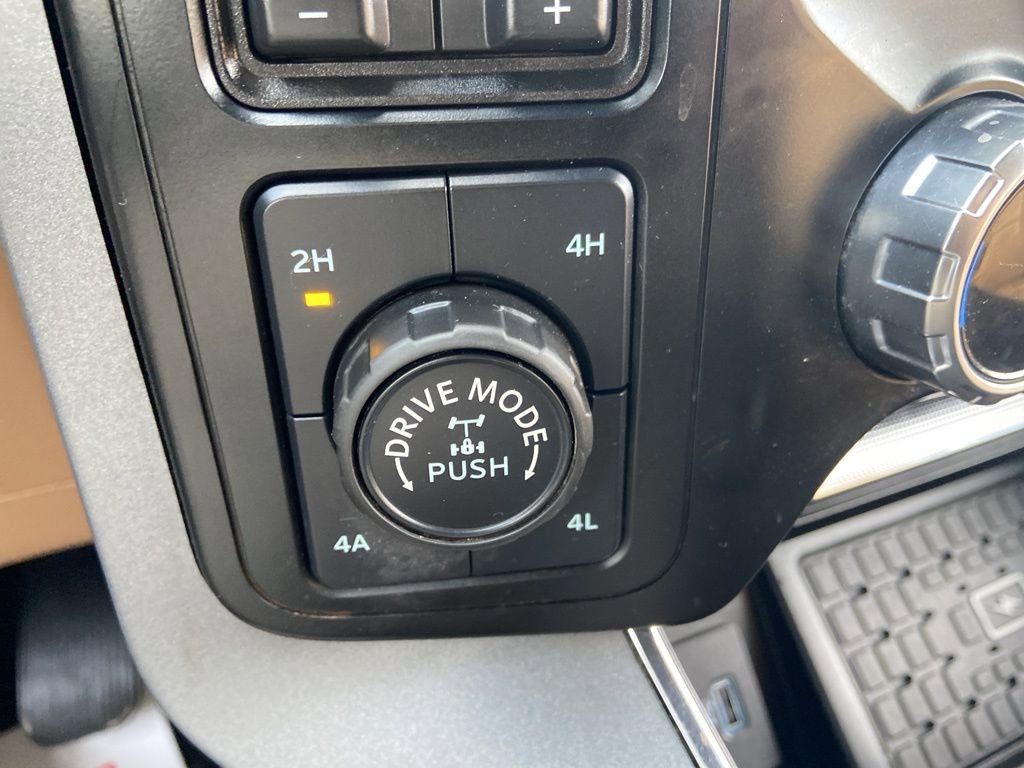 − +
2H
4H
DRIVE MODE
PUSH
4A
4L